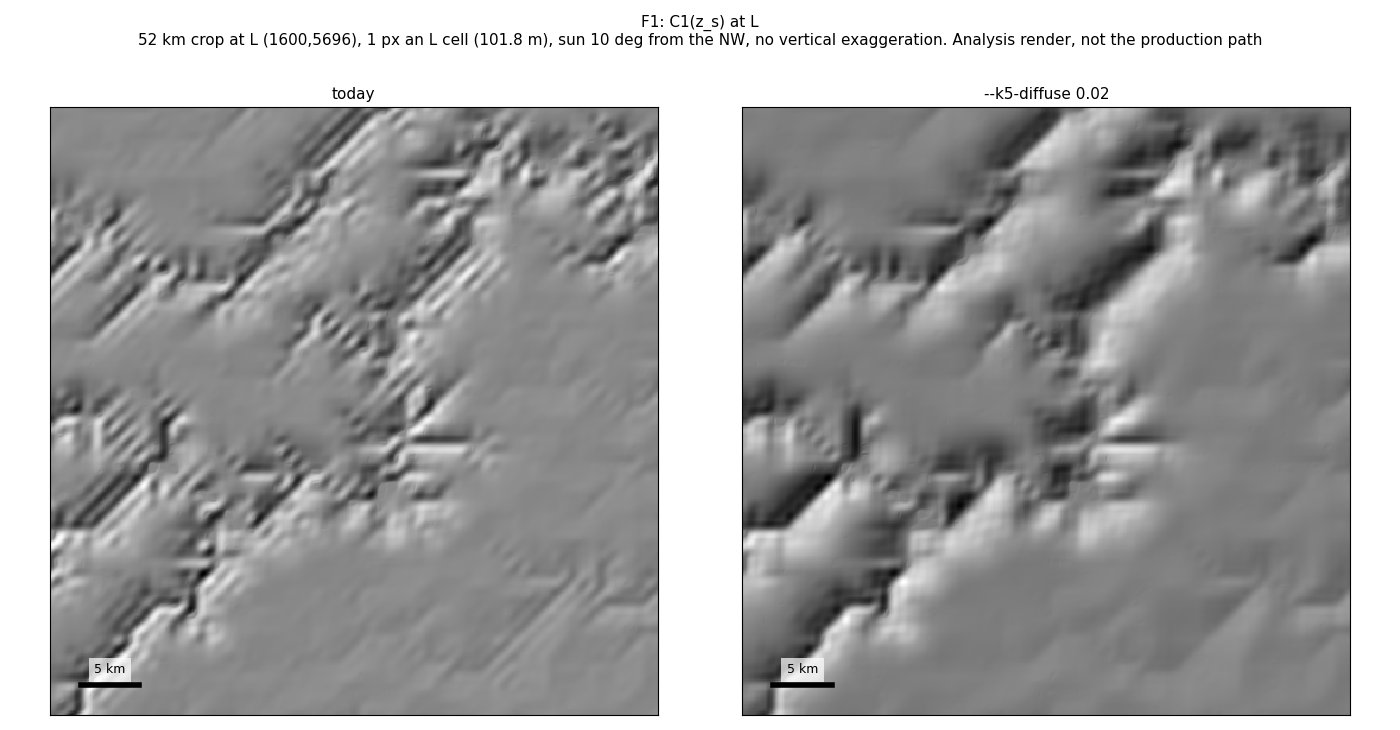 F1: C1(z_s) at L
52 km crop at L (1600,5696), 1 px an L cell (101.8 m), sun 10 deg from the NW, no vertical exaggeration. Analysis render, not the production path
today
--k5-diffuse 0.02
5 km
5 km